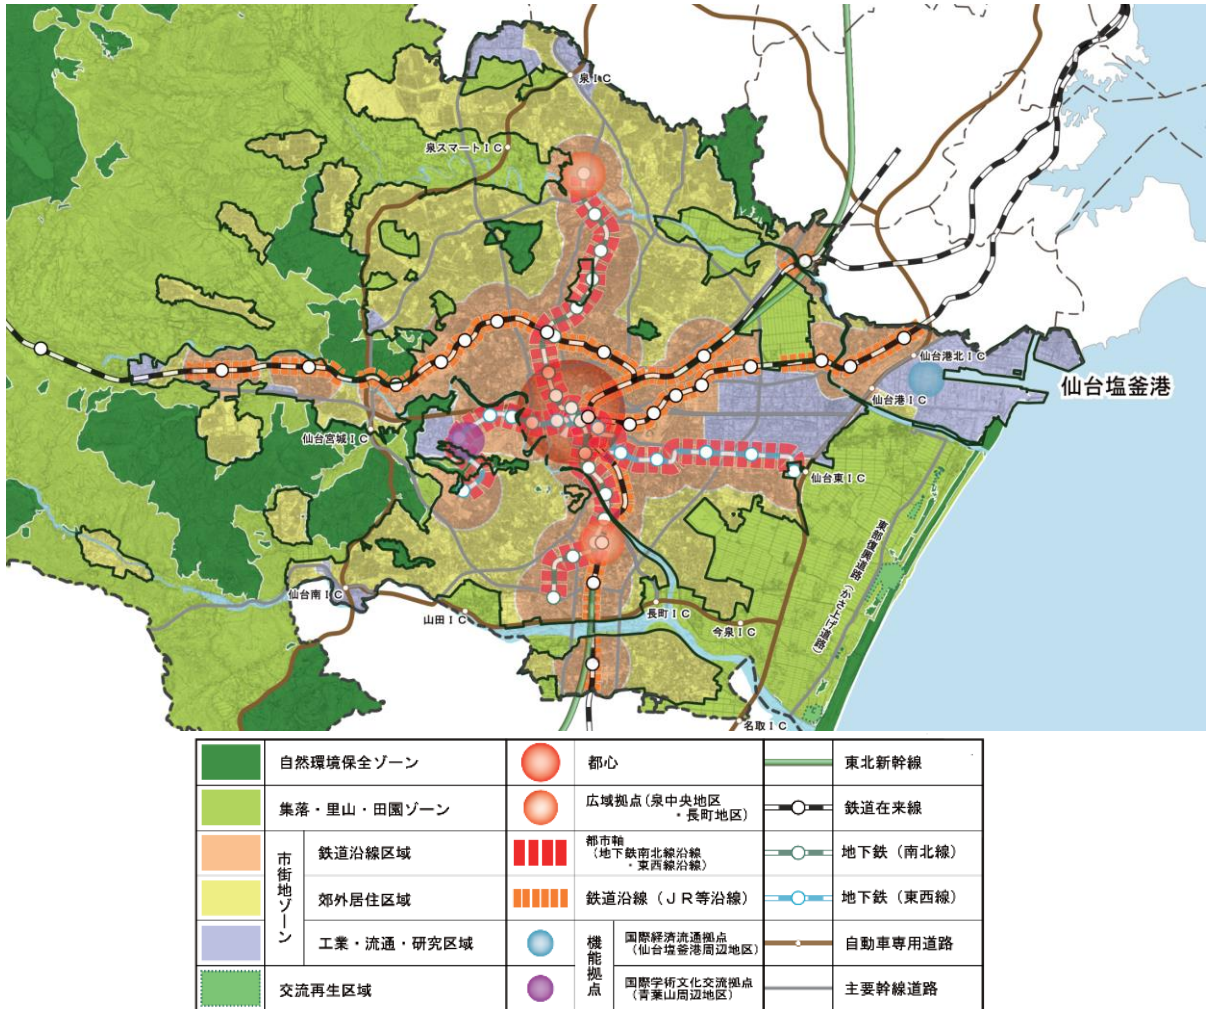 泉IC
泉スマートIC
仙台港北IC
仙台塩釜港
仙台港IC
仙台宮城IC
仙台東IC
東部復興道路（かさ上げ道路）
仙台南IC
山田IC
長町IC
今泉IC
名取IC
自然環境保全ゾーン
都心
東北新幹線
集落・里山・田園ゾーン
広域拠点（泉中央地区
・長町地区）
鉄道在来線
市街地ゾーン
鉄道沿線区域
都市軸
（地下鉄南北線沿線
・東西線沿線）
地下鉄（南北線）
郊外居住区域
鉄道沿線（ＪＲ等沿線）
地下鉄（東西線）
工業・流通・研究区域
機能拠点
国際経済流通拠点
（仙台塩釜港周辺地区）
自動車専用道路
交流再生区域
国際学術文化交流拠点
（青葉山周辺地区）
主要幹線道路